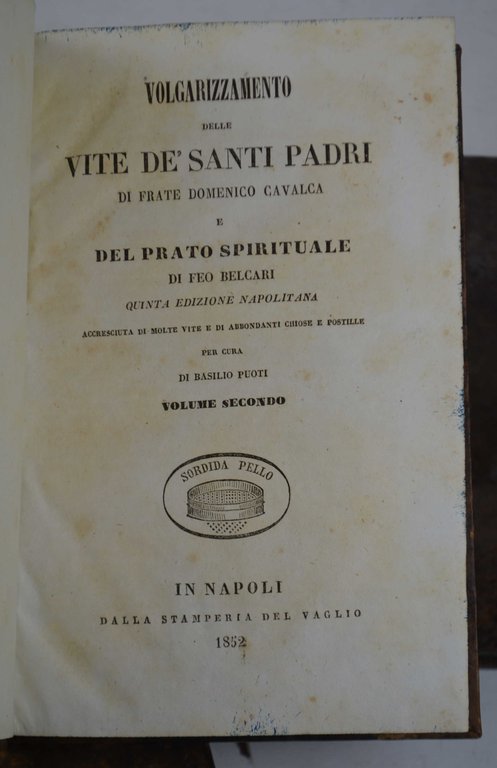 VOLGARIZZAMENTO
DELLE
VITE DE' SANTI PADRI
DI FRATE DOMENICO CAVALCA
E
DEL PRATO SPIRITUALE
DI FEO BELCARI
QUINTA EDIZIONE NAPOLITANA
ACCRESCIUTA DI MOLTE VITE E DI ABBONDANTI CHIOSE E POSTILLE
PER CURA
DI BASILIO PUOTI
VOLUME SECONDO
SORDIDA PELLO
IN NAPOLI
DALLA STAMPERIA DEL VAGLIO
1852